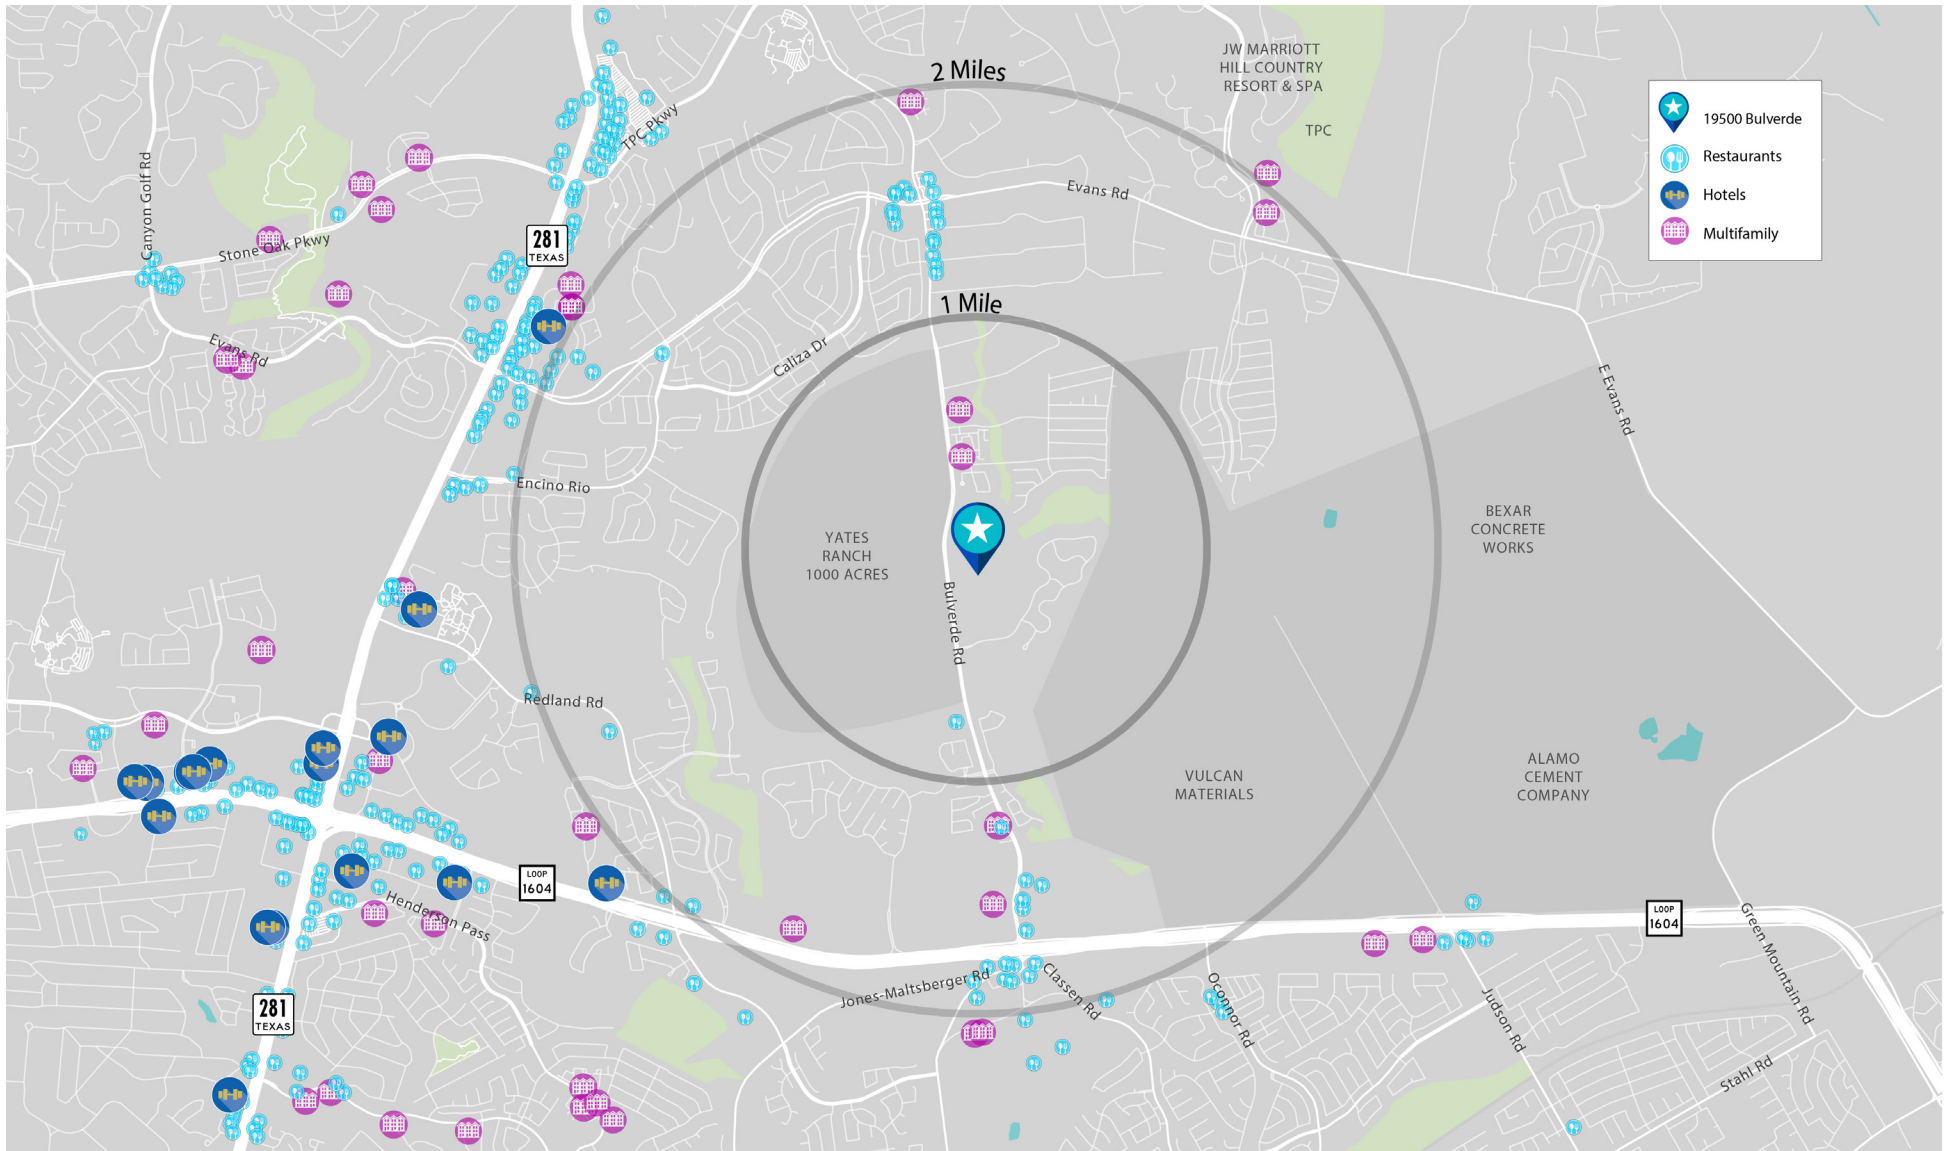 JW MARRIOTT
HILL COUNTRY
RESORT & SPA
2 Miles
TPC
19500 Bulverde
Restaurants
Hotels
Multifamily
TPC Pkwy
Canyon Golf Rd
Evans Rd
Stone Oak Pkwy
281
TEXAS
1 Mile
Evans Rd
Caliza Dr
E Evans Rd
Encino Rio
YATES
RANCH
1000 ACRES
BEXAR
CONCRETE
WORKS
Bulverde Rd
Redland Rd
VULCAN
MATERIALS
ALAMO
CEMENT
COMPANY
LOOP
1604
Henderson Pass
LOOP
1604
Green Mountain Rd
Jones-Maltsberger Rd
Classen Rd
Oconnor Rd
Judson Rd
281
TEXAS
Stahl Rd